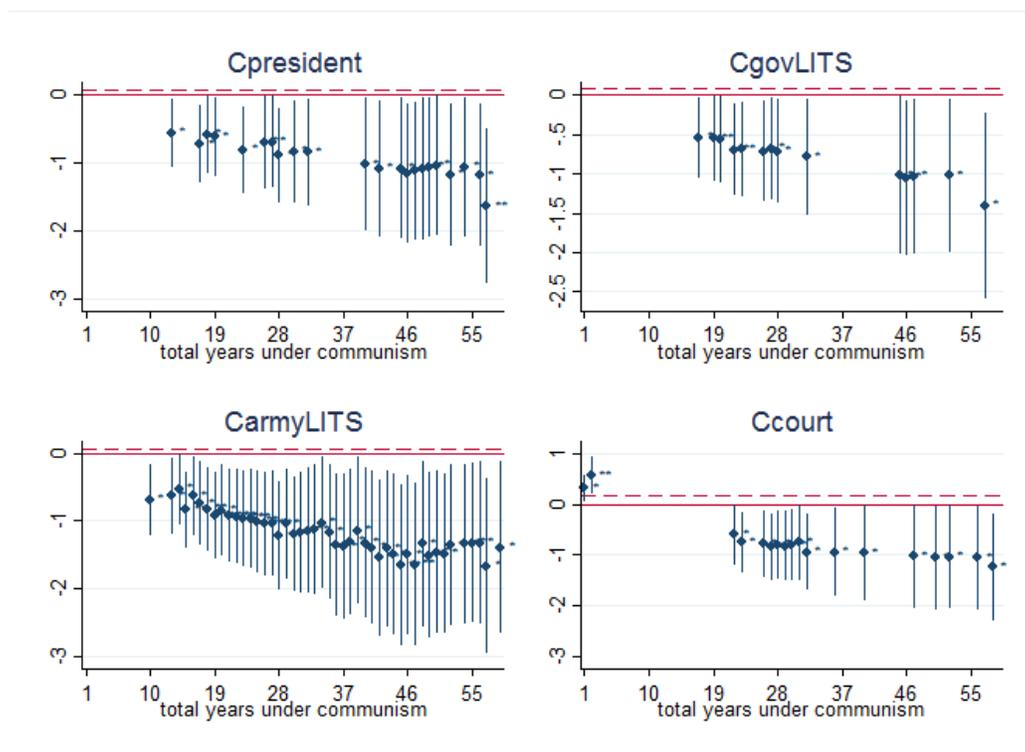 Cpresident
0
-1
-2
-3
1 10 19 28 37 46 55
total years under communism
CgovLITS
0
-.5
-1
-1.5
-2
-2.5
1 10 19 28 37 46 55
total years under communism
CarmyLITS
0
-1
-2
-3
1 10 19 28 37 46 55
total years under communism
Ccourt
1
0
-1
-2
-3
1 10 19 28 37 46 55
total years under communism